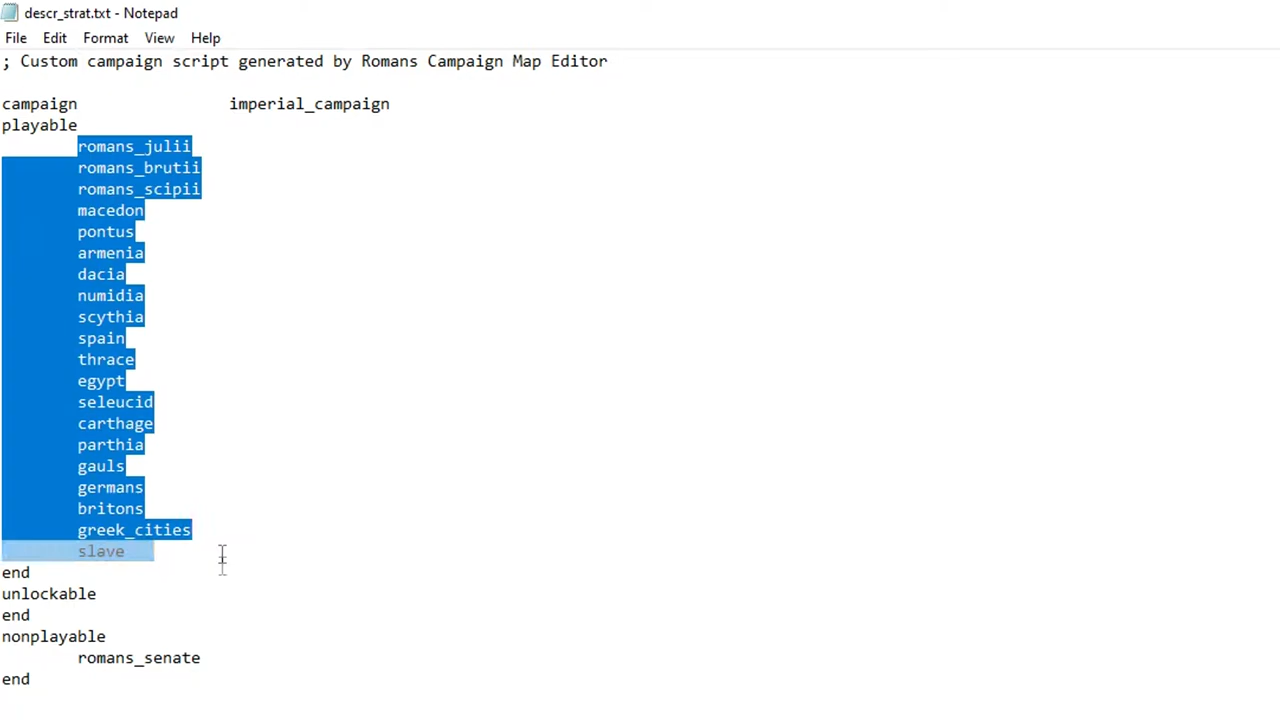 descr_strat.txt - Notepad
File Edit Format View Help
; Custom campaign script generated by Romans Campaign Map Editor
campaign imperial_campaign
playable
romans_julii
romans_brutii
romans_scipii
macedon
pontus
armenia
dacia
numidia
scythia
spain
thrace
egypt
seleucid
carthage
parthia
gauls
germans
britons
greek_cities
slave
end
unlockable
end
nonplayable
romans_senate
end